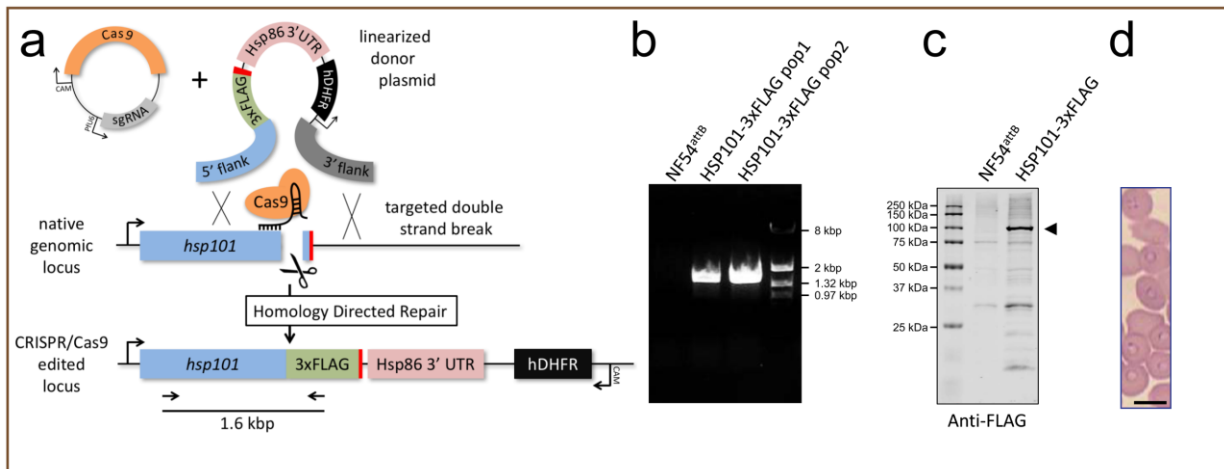 a
Cas9
CAM
sgRNA
PfU6
+
Hsp86 3’UTR
3xFLAG
hDHFR
5’ flank
3’ flank
linearized
donor
plasmid
Cas9
native
genomic
locus
hsp101
targeted double
strand break
Homology Directed Repair
CRISPR/Cas9
edited
locus
hsp101
3xFLAG
Hsp86 3’ UTR
hDHFR
CAM
1.6 kbp
b
NF54attB
HSP101-3xFLAG pop1
HSP101-3xFLAG pop2
8 kbp
2 kbp
1.32 kbp
0.97 kbp
c
NF54attB
HSP101-3xFLAG
250 kDa
150 kDa
100 kDa
75 kDa
50 kDa
37 kDa
25 kDa
Anti-FLAG
d